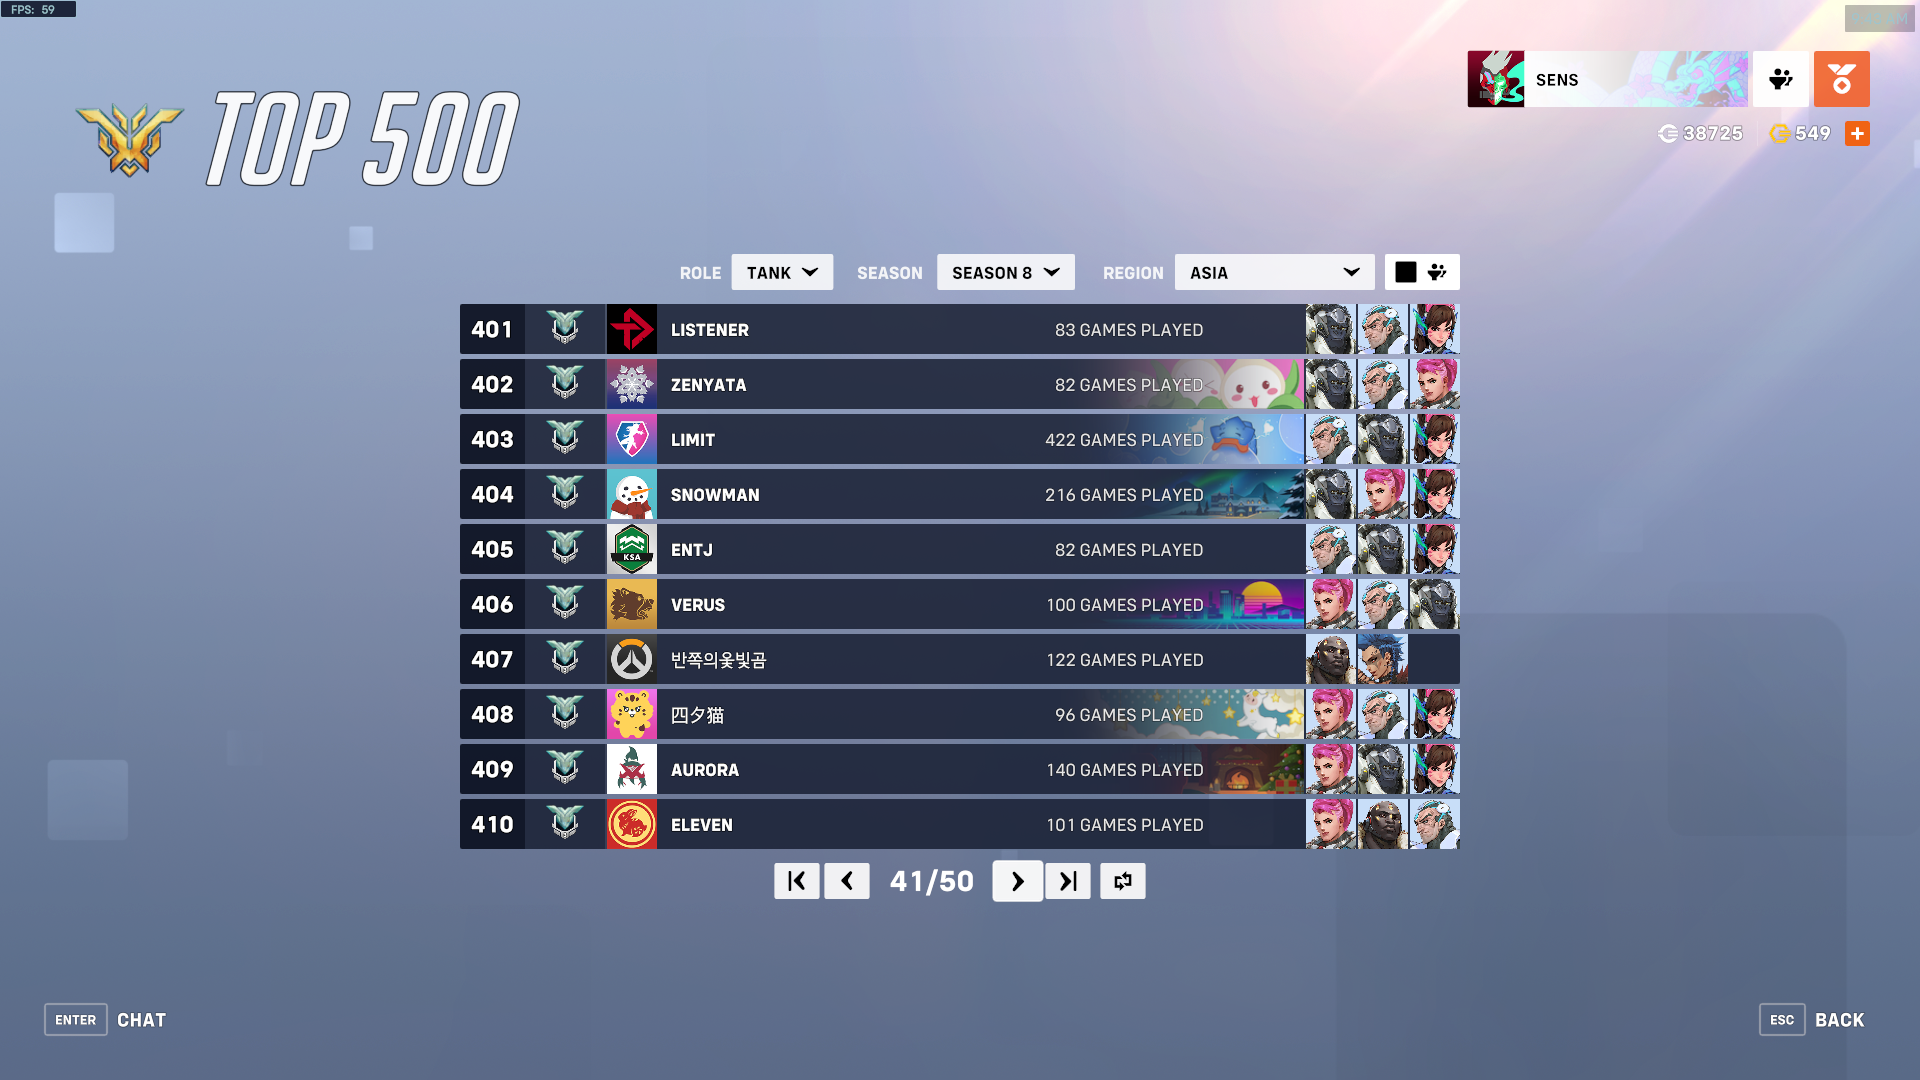 FPS: 59
TOP 500
SENS
38725
549
ROLE TANK SEASON SEASON 8 REGION ASIA
401 LISTENER 83 GAMES PLAYED
402 ZENYATA 82 GAMES PLAYED
403 LIMIT 422 GAMES PLAYED
404 SNOWMAN 216 GAMES PLAYED
405 KSA ENTJ 82 GAMES PLAYED
406 VERUS 100 GAMES PLAYED
407 반쪽의옻빛곰 122 GAMES PLAYED
408 四夕猫 96 GAMES PLAYED
409 AURORA 140 GAMES PLAYED
410 ELEVEN 101 GAMES PLAYED
41/50
ENTER CHAT
ESC BACK